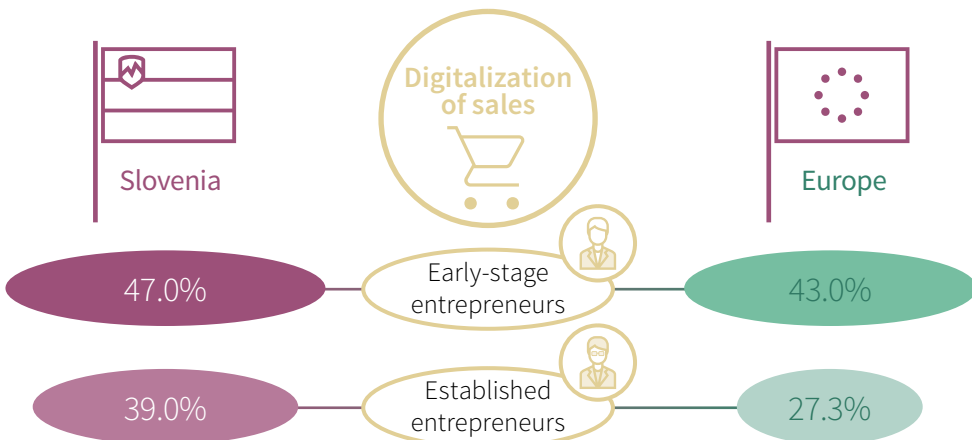 Digitalization
of sales
Slovenia
Europe
47.0%
Early-stage
entrepreneurs
43.0%
39.0%
Established
entrepreneurs
27.3%